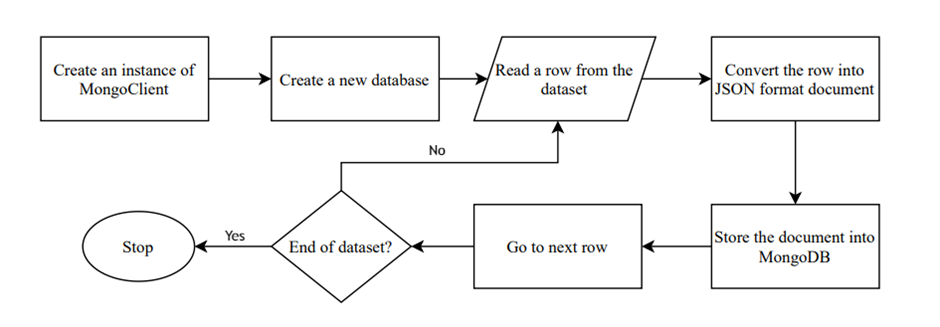 Create an instance of
MongoClient
Create a new database
Read a row from the
dataset
Convert the row into
JSON format document
No
Yes
Stop
End of dataset?
Go to next row
Store the document into
MongoDB